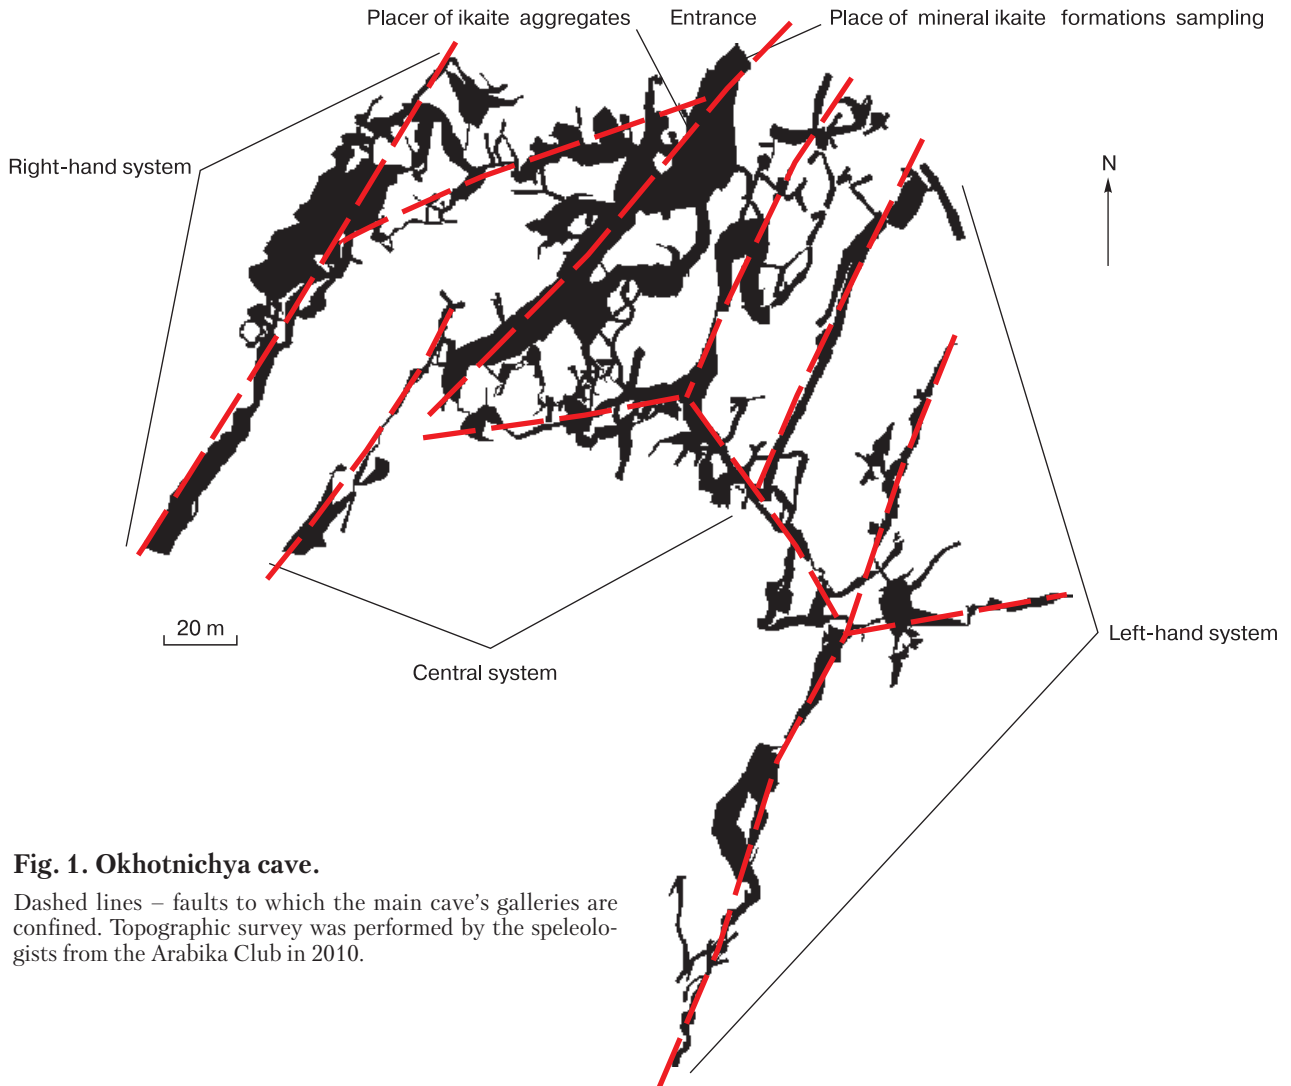 Placer of ikaite aggregates
Entrance
Place of mineral ikaite formations sampling
Right-hand system
N
20 m
Central system
Left-hand system
Fig. 1. Okhotnichya cave.
Dashed lines – faults to which the main cave's galleries are
confined. Topographic survey was performed by the speleolo-
gists from the Arabika Club in 2010.